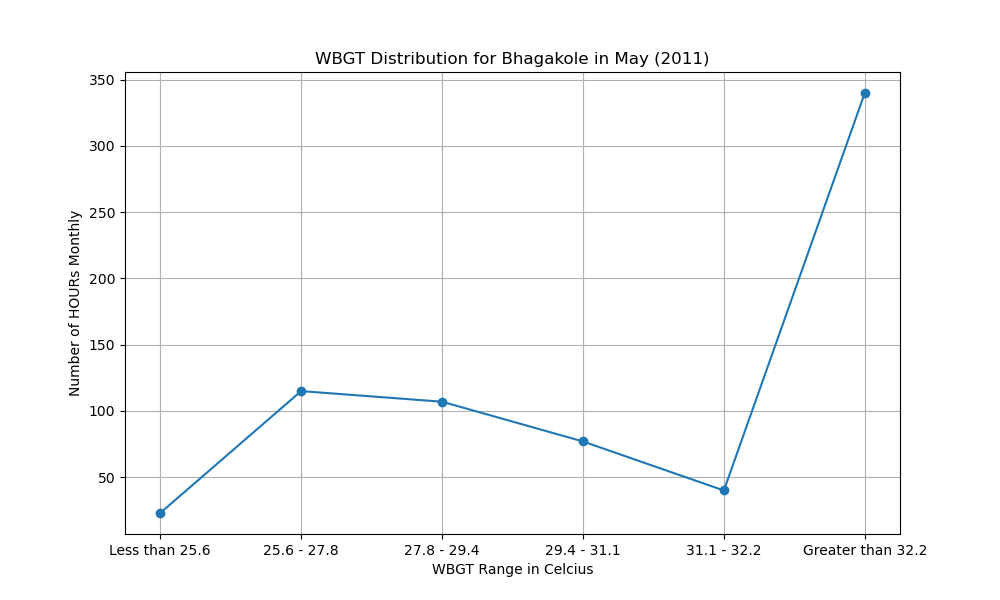 WBGT Distribution for Bhagakole in May (2011)
Number of HOURs Monthly
350
300
250
200
150
100
50
Less than 25.6
25.6 - 27.8
27.8 - 29.4
29.4 - 31.1
31.1 - 32.2
Greater than 32.2
WBGT Range in Celcius